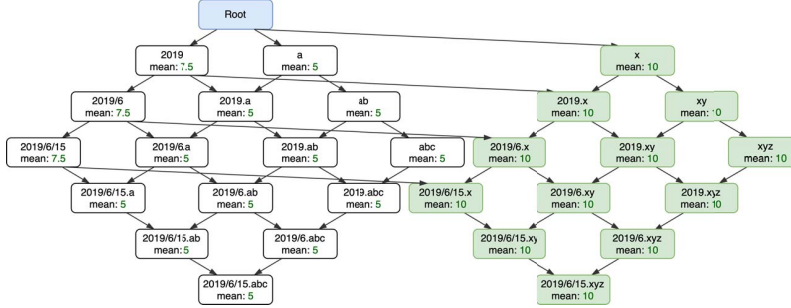 Root
2019
mean: 7.5
a
mean: 5
x
mean: 10
2019/6
mean: 7.5
2019.a
mean: 5
ab
mean: 5
2019.x
mean: 10
xy
mean: 10
2019/6/15
mean: 7.5
2019/6.a
mean: 5
2019.ab
mean: 5
abc
mean: 5
2019/6.x
mean: 10
2019.xy
mean: 10
xyz
mean: 10
2019/6/15.a
mean: 5
2019/6.ab
mean: 5
2019.abc
mean: 5
2019/6/15.x
mean: 10
2019/6.xy
mean: 10
2019.xyz
mean: 10
2019/6/15.ab
mean: 5
2019/6.abc
mean: 5
2019/6/15.xy
mean: 10
2019/6.xyz
mean: 10
2019/6/15.abc
mean: 5
2019/6/15.xyz
mean: 10